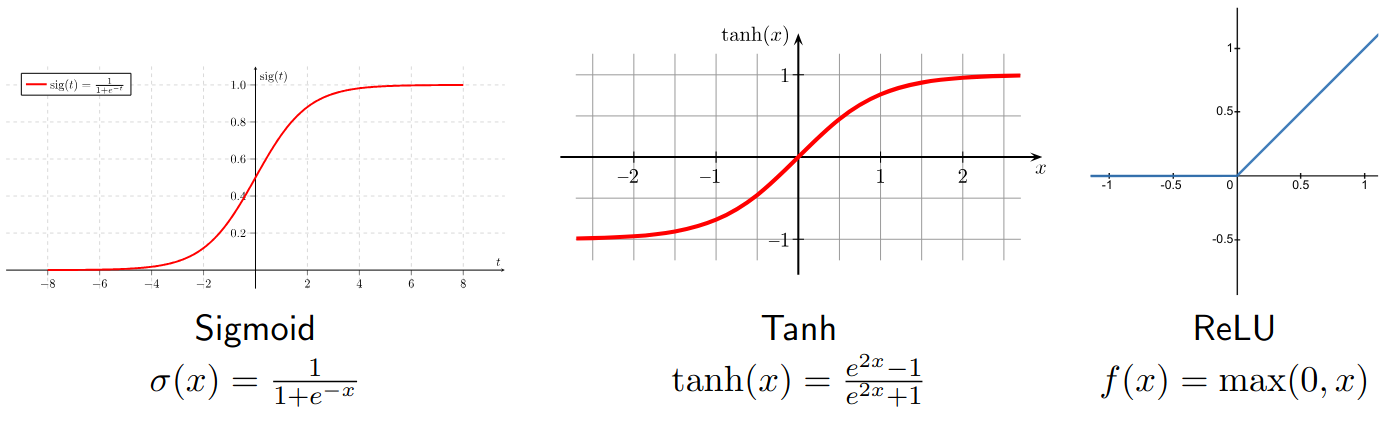 sig(t) = 1/(1+e^{-t})
sig(t)
1.0
0.8
0.6
0.4
0.2
t
−8 −6 −4 −2 2 4 6 8
Sigmoid
σ(x) = 1/(1+e^{−x})
tanh(x)
1
−2 −1 1 2
x
−1
Tanh
tanh(x) = (e^{2x}−1)/(e^{2x}+1)
1
0.5
-1 -0.5 0 0.5 1
-0.5
ReLU
f(x) = max(0, x)